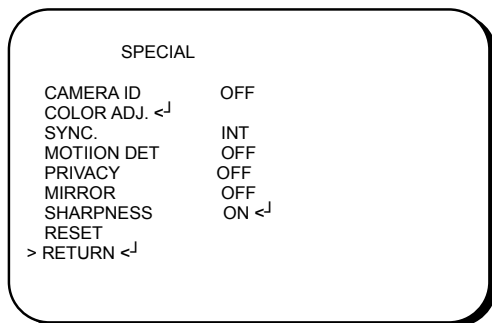 SPECIAL
CAMERA ID OFF
COLOR ADJ. <┘
SYNC. INT
MOTIION DET OFF
PRIVACY OFF
MIRROR OFF
SHARPNESS ON <┘
RESET
> RETURN <┘